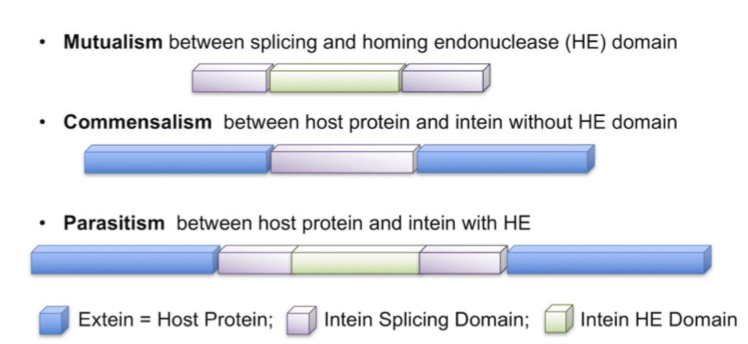 • Mutualism between splicing and homing endonuclease (HE) domain
• Commensalism between host protein and intein without HE domain
• Parasitism between host protein and intein with HE
Extein = Host Protein; Intein Splicing Domain; Intein HE Domain